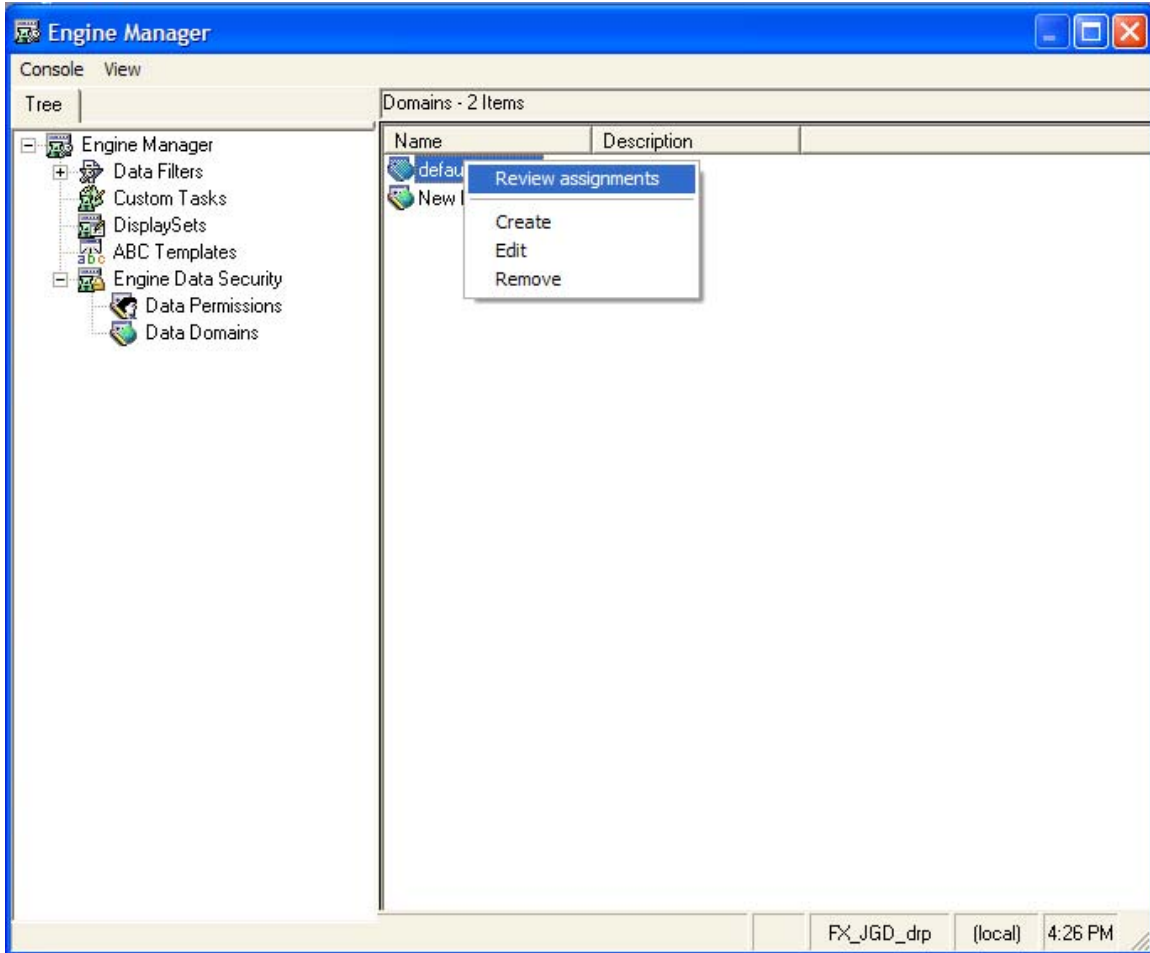 Engine Manager
Console View
Tree
Domains - 2 Items
Name Description
Engine Manager
Data Filters
Custom Tasks
DisplaySets
ABC Templates
Engine Data Security
Data Permissions
Data Domains
New
Review assignments
Create
Edit
Remove
FX_JGD_drp (local) 4:26 PM